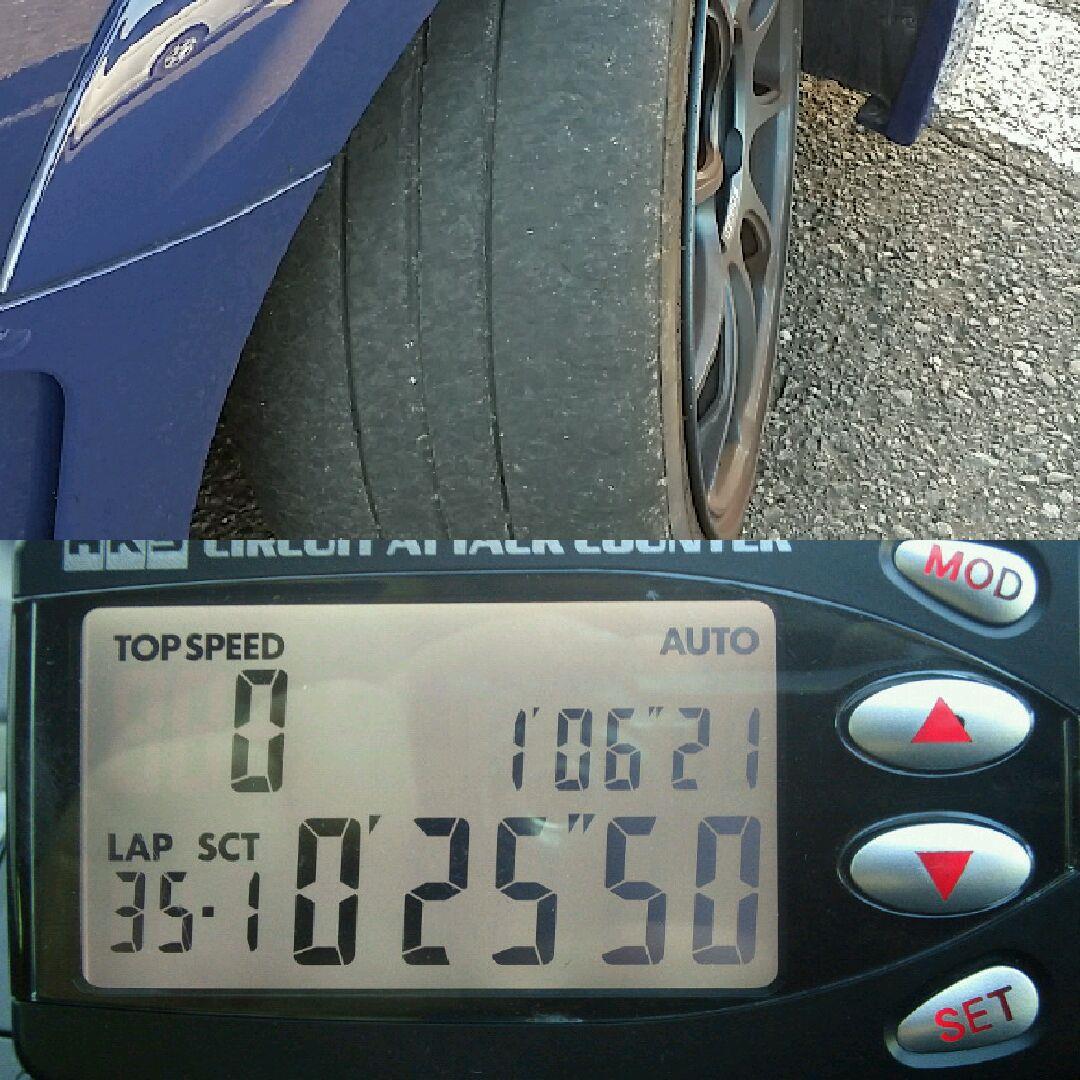 HKS CIRCUIT ATTACK COUNTER
MOD
TOP SPEED
AUTO
0
1'06"21
LAP SCT
35-1 0'25"50
SET